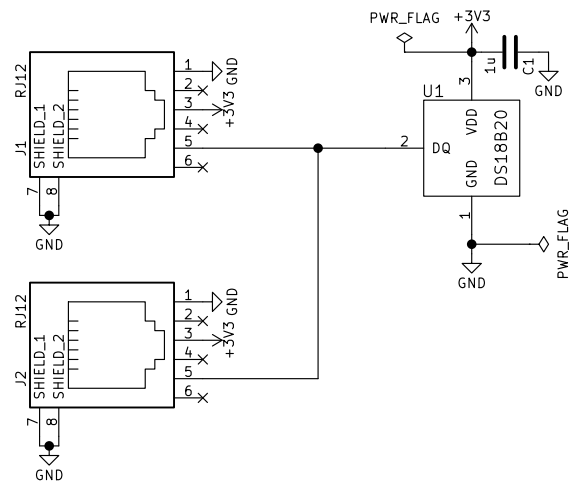 PWR_FLAG
+3V3
1u
C1
GND
3
U1
VDD
2
DQ
DS18B20
GND
1
PWR_FLAG
GND
RJ12
J1
SHIELD_1
SHIELD_2
1
GND
2
3
+3V3
4
5
6
7
8
GND
RJ12
J2
SHIELD_1
SHIELD_2
1
GND
2
3
+3V3
4
5
6
7
8
GND